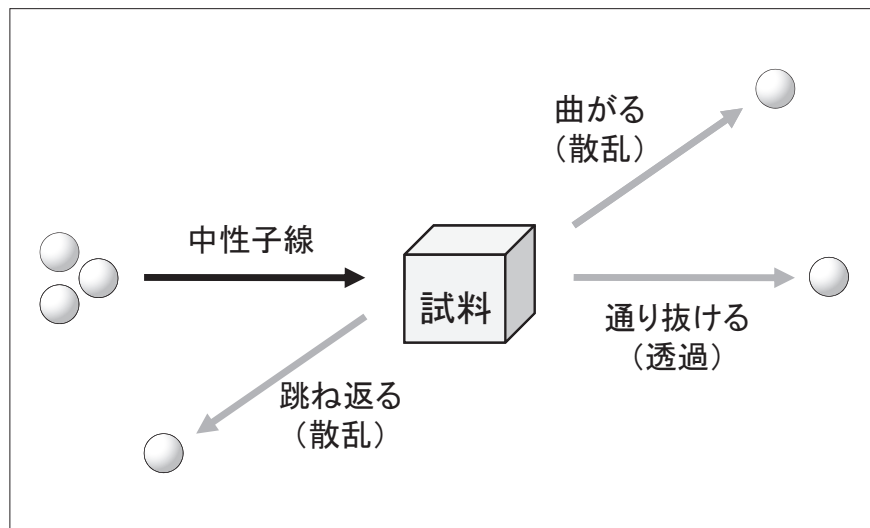 曲がる
（散乱）
中性子線
試料
通り抜ける
（透過）
跳ね返る
（散乱）